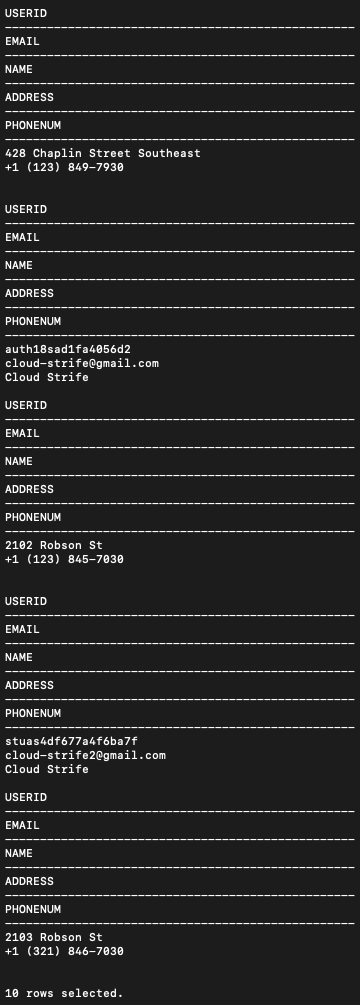 USERID
--------------------------------------------------
EMAIL
--------------------------------------------------
NAME
--------------------------------------------------
ADDRESS
--------------------------------------------------
PHONENUM
--------------------------------------------------
428 Chaplin Street Southeast
+1 (123) 849-7930
USERID
--------------------------------------------------
EMAIL
--------------------------------------------------
NAME
--------------------------------------------------
ADDRESS
--------------------------------------------------
PHONENUM
--------------------------------------------------
auth18sad1fa4056d2
cloud-strife@gmail.com
Cloud Strife
USERID
--------------------------------------------------
EMAIL
--------------------------------------------------
NAME
--------------------------------------------------
ADDRESS
--------------------------------------------------
PHONENUM
--------------------------------------------------
2102 Robson St
+1 (123) 845-7030
USERID
--------------------------------------------------
EMAIL
--------------------------------------------------
NAME
--------------------------------------------------
ADDRESS
--------------------------------------------------
PHONENUM
--------------------------------------------------
stuas4df677a4f6ba7f
cloud-strife2@gmail.com
Cloud Strife
USERID
--------------------------------------------------
EMAIL
--------------------------------------------------
NAME
--------------------------------------------------
ADDRESS
--------------------------------------------------
PHONENUM
--------------------------------------------------
2103 Robson St
+1 (321) 846-7030
10 rows selected.